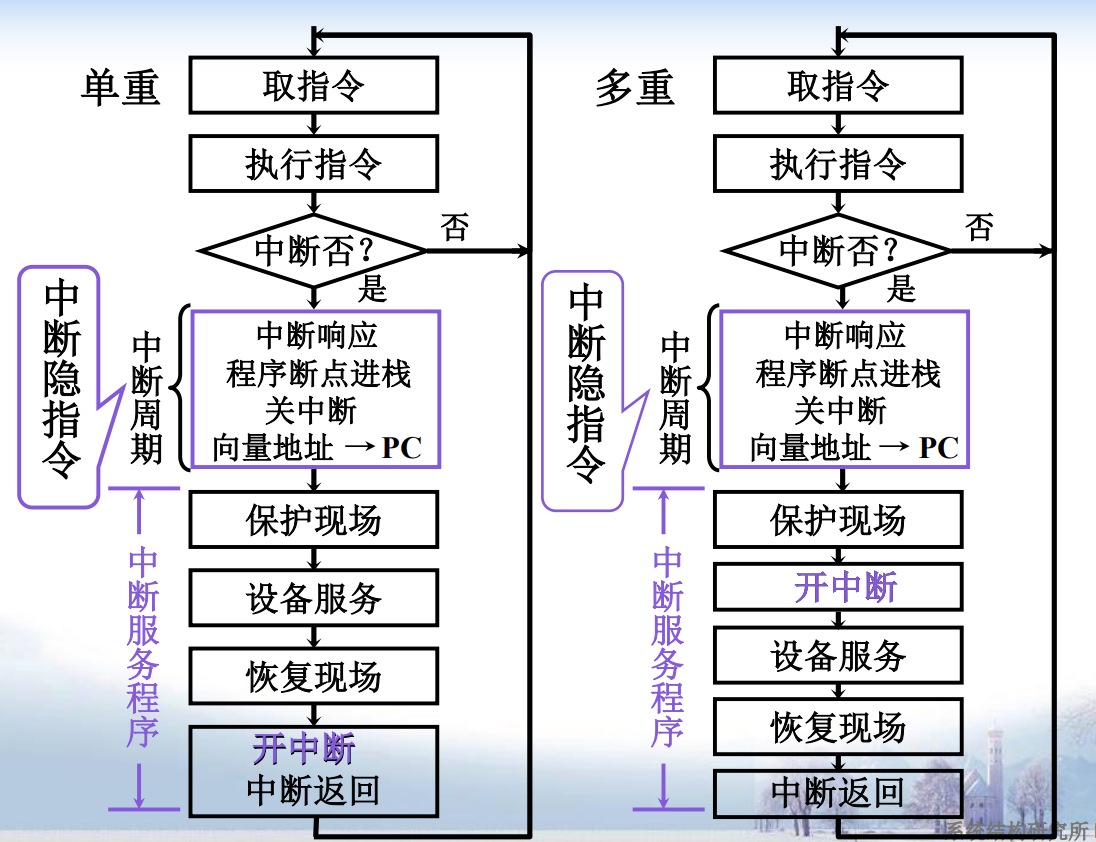 单重
取指令
执行指令
中断否？
否
是
中断隐指令
中断周期
中断响应
程序断点进栈
关中断
向量地址 → PC
中断服务程序
保护现场
设备服务
恢复现场
开中断
中断返回
多重
取指令
执行指令
中断否？
否
是
中断隐指令
中断周期
中断响应
程序断点进栈
关中断
向量地址 → PC
中断服务程序
保护现场
开中断
设备服务
恢复现场
中断返回
系统结构研究所